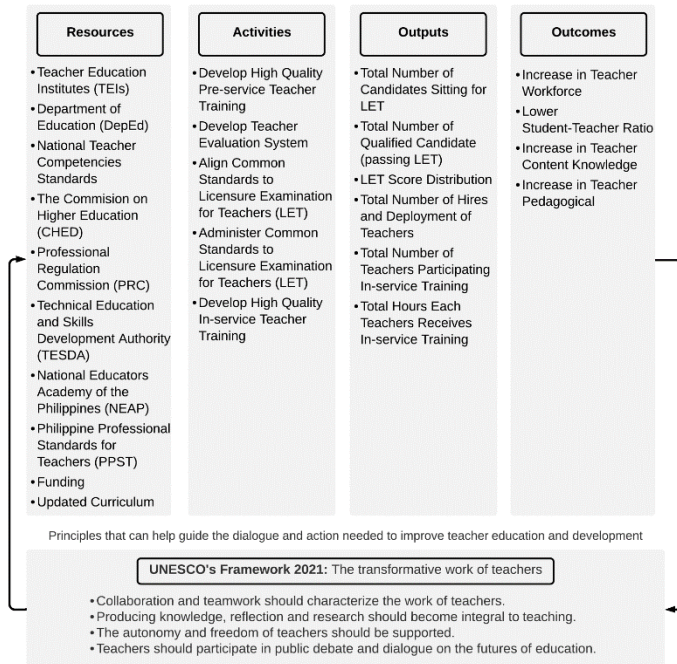 Resources
• Teacher Education
Institutes (TEIs)
• Department of
Education (DepEd)
• National Teacher
Competencies
Standards
• The Commision on
Higher Education
(CHED)
• Professional
Regulation
Commission (PRC)
• Technical Education
and Skills
Development Authority
(TESDA)
• National Educators
Academy of the
Philippines (NEAP)
• Philippine Professional
Standards for
Teachers (PPST)
• Funding
• Updated Curriculum
Activities
• Develop High Quality
Pre-service Teacher
Training
• Develop Teacher
Evaluation System
• Align Common
Standards to
Licensure Examination
for Teachers (LET)
• Administer Common
Standards to
Licensure Examination
for Teachers (LET)
• Develop High Quality
In-service Teacher
Training
Outputs
• Total Number of
Candidates Sitting for
LET
• Total Number of
Qualified Candidate
(passing LET)
• LET Score Distribution
• Total Number of Hires
and Deployment of
Teachers
• Total Number of
Teachers Participating
In-service Training
• Total Hours Each
Teachers Receives
In-service Training
Outcomes
• Increase in Teacher
Workforce
• Lower
Student-Teacher Ratio
• Increase in Teacher
Content Knowledge
• Increase in Teacher
Pedagogical
Principles that can help guide the dialogue and action needed to improve teacher education and development
UNESCO's Framework 2021: The transformative work of teachers
• Collaboration and teamwork should characterize the work of teachers.
• Producing knowledge, reflection and research should become integral to teaching.
• The autonomy and freedom of teachers should be supported.
• Teachers should participate in public debate and dialogue on the futures of education.